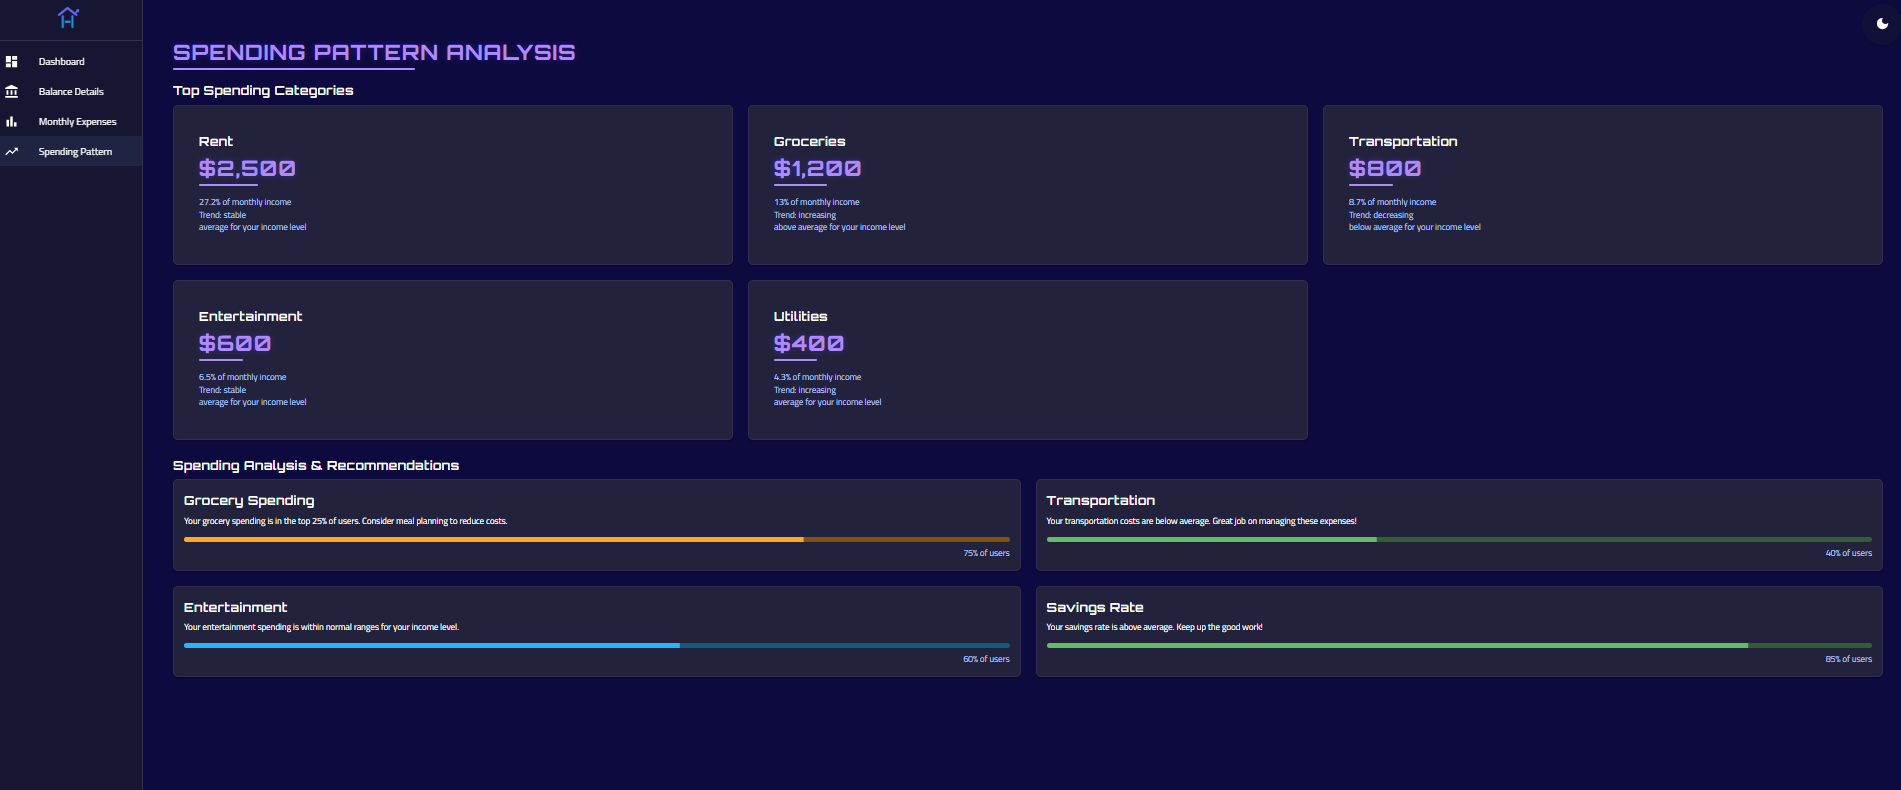 Dashboard
Balance Details
Monthly Expenses
Spending Pattern
SPENDING PATTERN ANALYSIS
Top Spending Categories
Rent
$2,500
27.2% of monthly income
Trend: stable
average for your income level
Groceries
$1,200
13% of monthly income
Trend: increasing
above average for your income level
Transportation
$800
8.7% of monthly income
Trend: decreasing
below average for your income level
Entertainment
$600
6.5% of monthly income
Trend: stable
average for your income level
Utilities
$400
4.3% of monthly income
Trend: increasing
average for your income level
Spending Analysis & Recommendations
Grocery Spending
Your grocery spending is in the top 25% of users. Consider meal planning to reduce costs.
75% of users
Transportation
Your transportation costs are below average. Great job on managing these expenses!
40% of users
Entertainment
Your entertainment spending is within normal ranges for your income level.
60% of users
Savings Rate
Your savings rate is above average. Keep up the good work!
85% of users